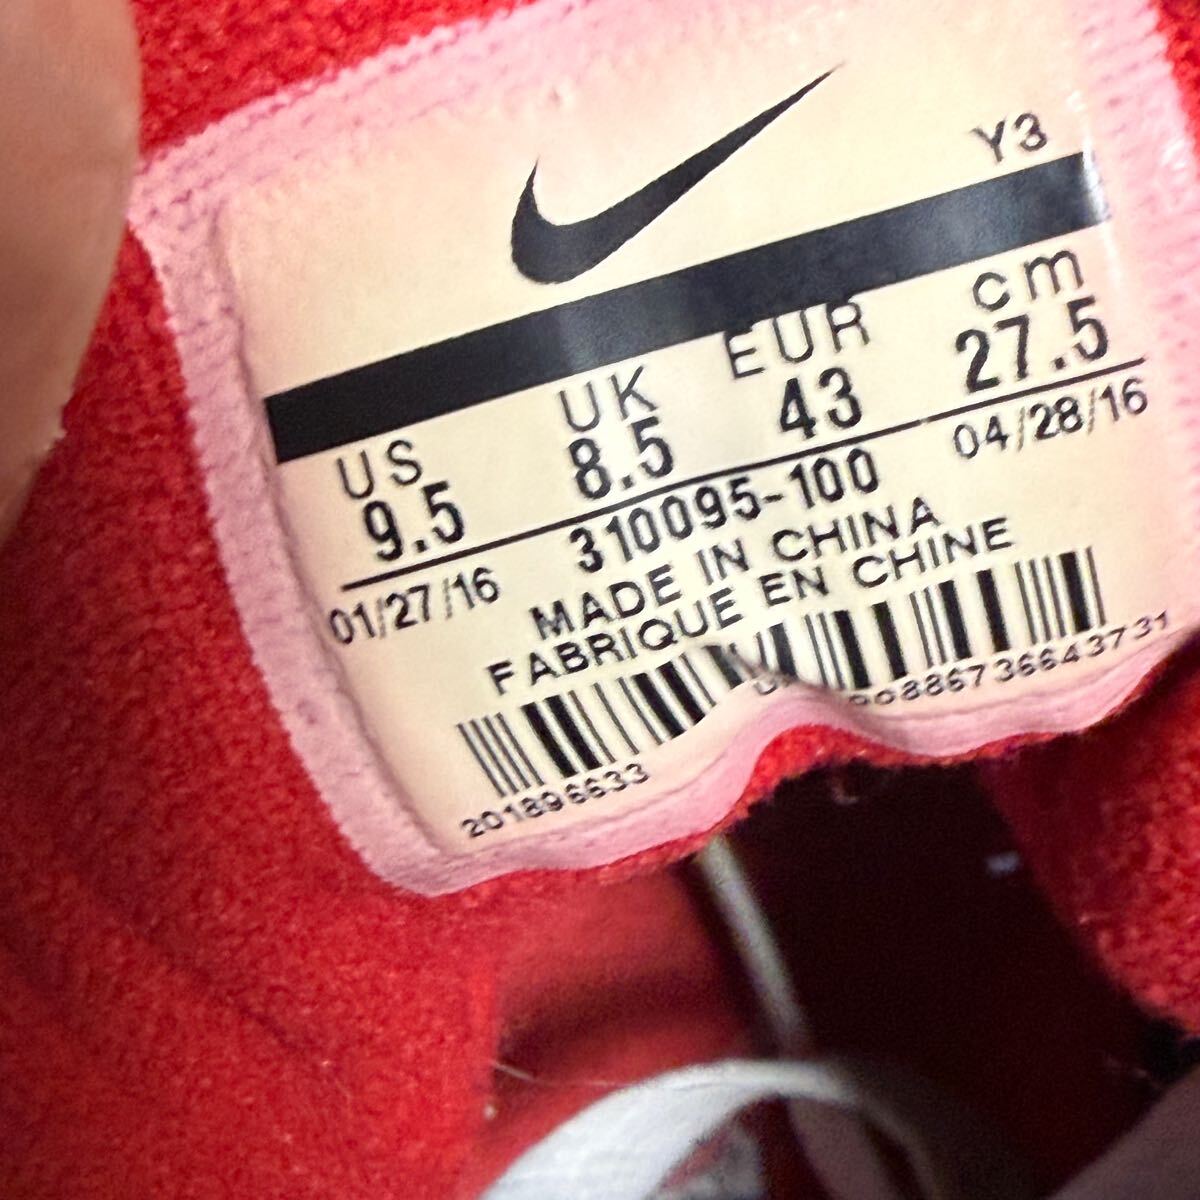 Y3
US UK EUR cm
9.5 8.5 43 27.5
01/27/16 310095-100 04/28/16
MADE IN CHINA
FABRIQUE EN CHINE
201896633 00886736643731